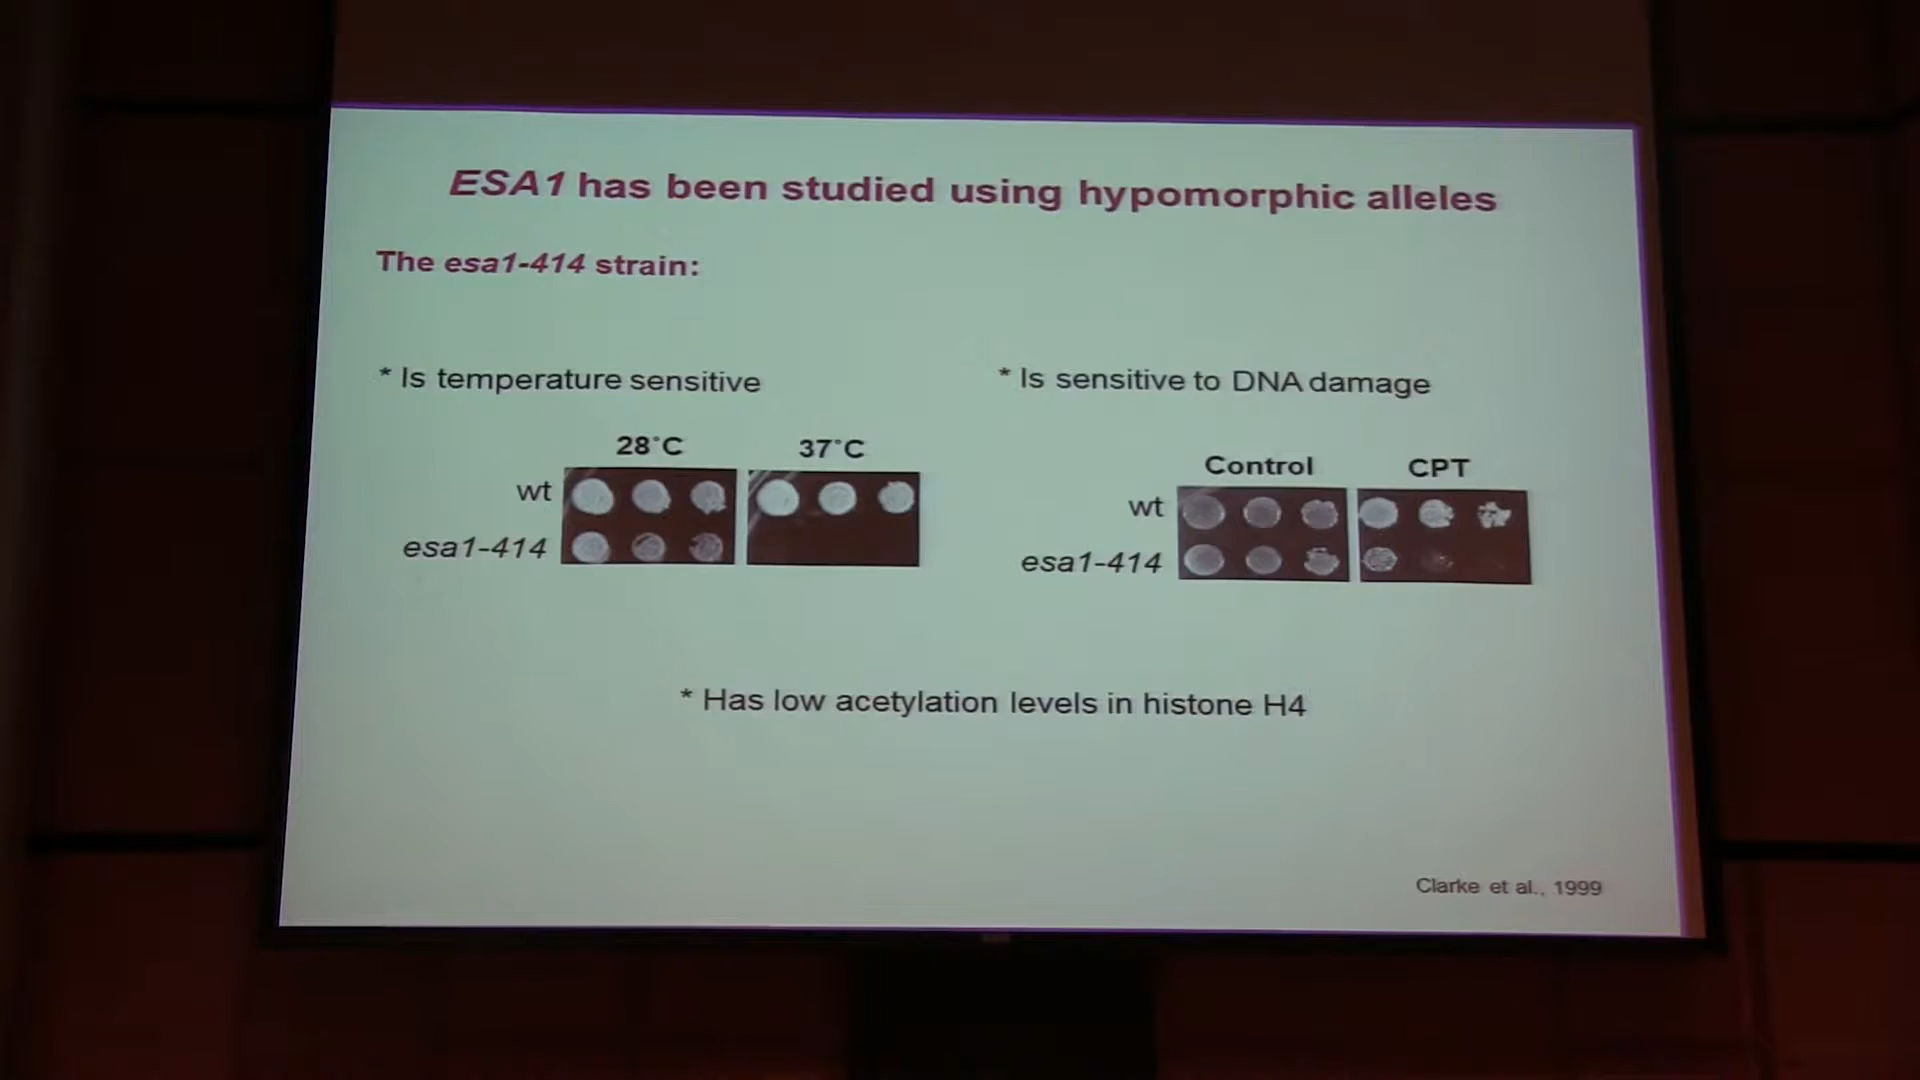 ESA1 has been studied using hypomorphic alleles
The esa1-414 strain:
* Is temperature sensitive
28°C 37°C
wt
esa1-414
* Is sensitive to DNA damage
Control CPT
wt
esa1-414
* Has low acetylation levels in histone H4
Clarke et al., 1999